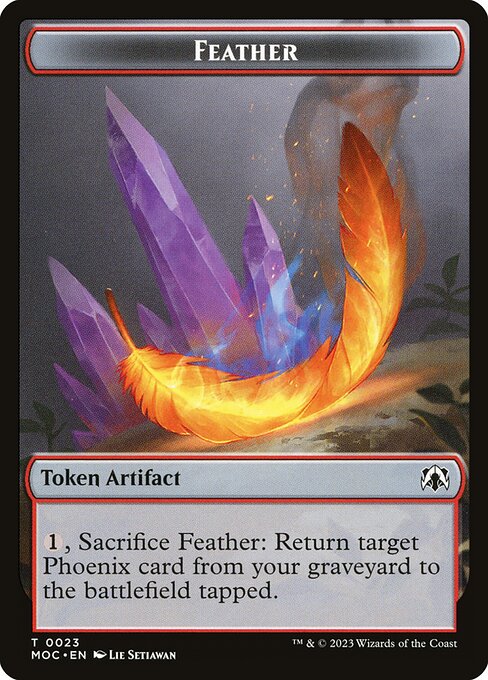 FEATHER
Token Artifact
1, Sacrifice Feather: Return target
Phoenix card from your graveyard to
the battlefield tapped.
T 0023
MOC • EN LIE SETIAWAN
™ & © 2023 Wizards of the Coast